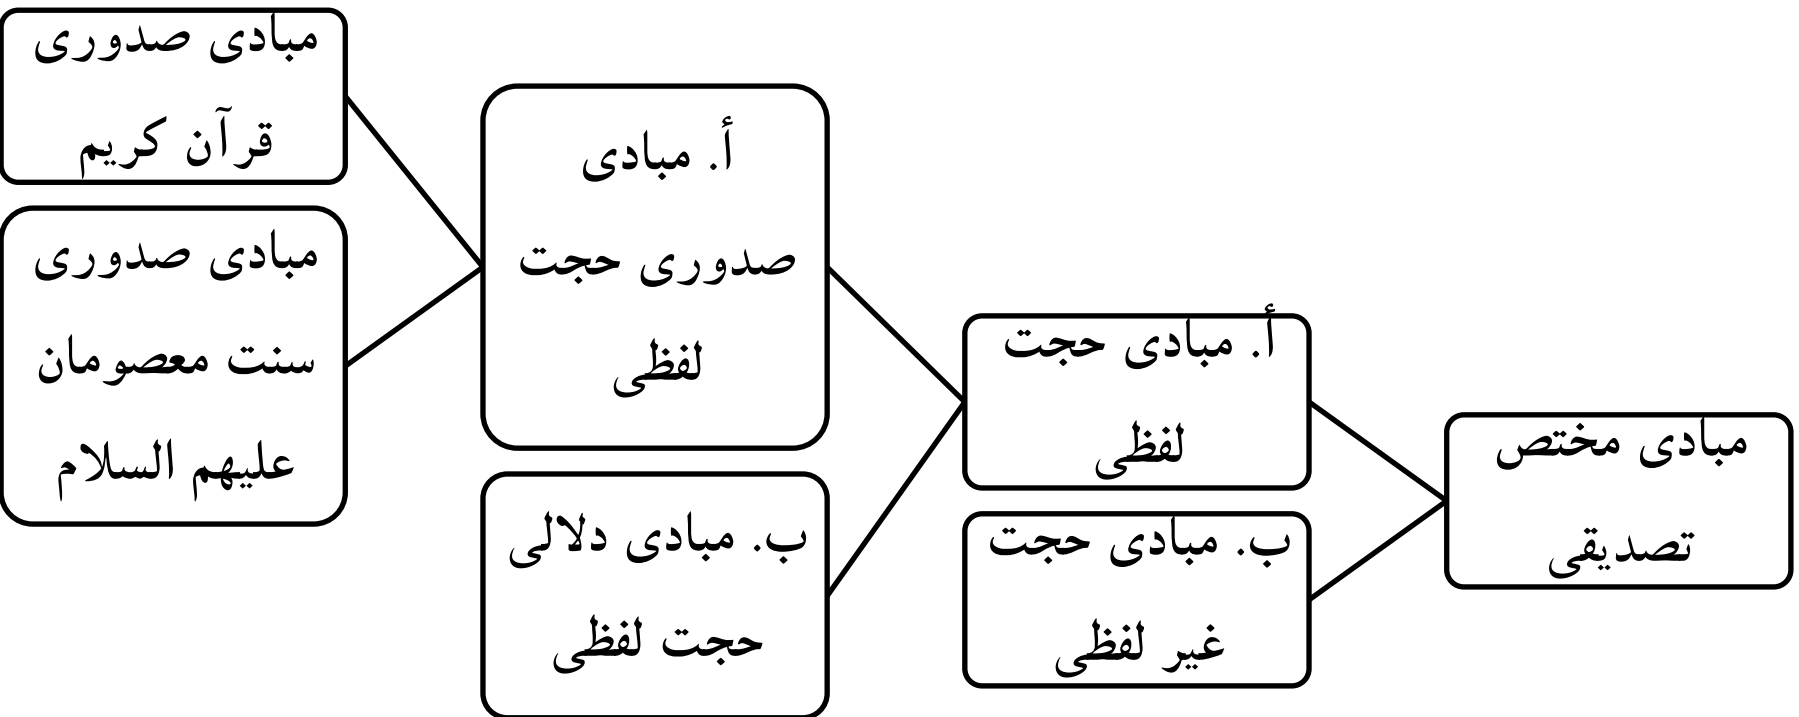 مبادی مختص
تصدیقی
أ. مبادی حجت
لفظی
ب. مبادی حجت
غیر لفظی
أ. مبادی
صدوری حجت
لفظی
ب. مبادی دلالی
حجت لفظی
مبادی صدوری
قرآن کریم
مبادی صدوری
سنت معصومان
علیهم السلام